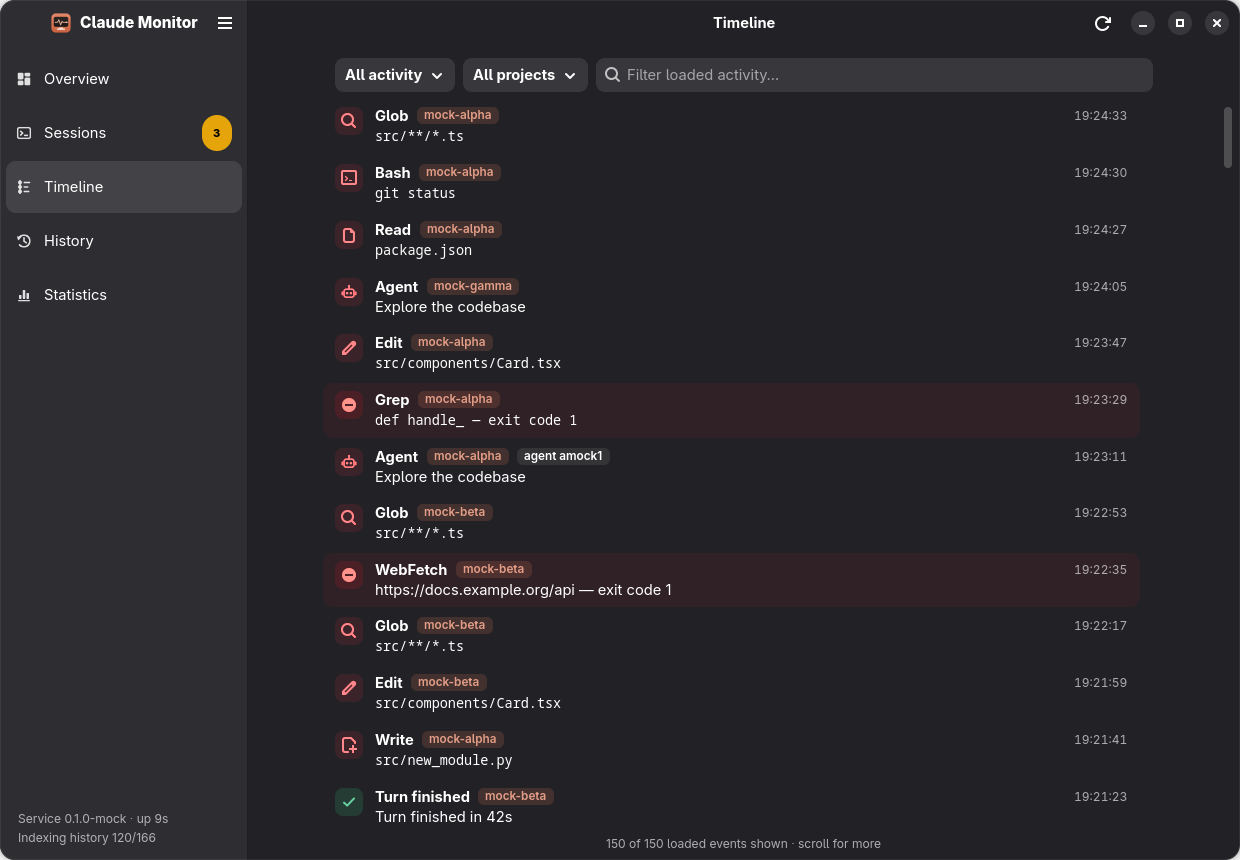 Claude Monitor
Timeline
Overview
Sessions
3
Timeline
History
Statistics
Service 0.1.0-mock · up 9s
Indexing history 120/166
All activity
All projects
Filter loaded activity…
Glob mock-alpha 19:24:33
src/**/*.ts
Bash mock-alpha 19:24:30
git status
Read mock-alpha 19:24:27
package.json
Agent mock-gamma 19:24:05
Explore the codebase
Edit mock-alpha 19:23:47
src/components/Card.tsx
Grep mock-alpha 19:23:29
def handle_ — exit code 1
Agent mock-alpha agent amock1 19:23:11
Explore the codebase
Glob mock-beta 19:22:53
src/**/*.ts
WebFetch mock-beta 19:22:35
https://docs.example.org/api — exit code 1
Glob mock-beta 19:22:17
src/**/*.ts
Edit mock-beta 19:21:59
src/components/Card.tsx
Write mock-alpha 19:21:41
src/new_module.py
Turn finished mock-beta 19:21:23
Turn finished in 42s
150 of 150 loaded events shown · scroll for more